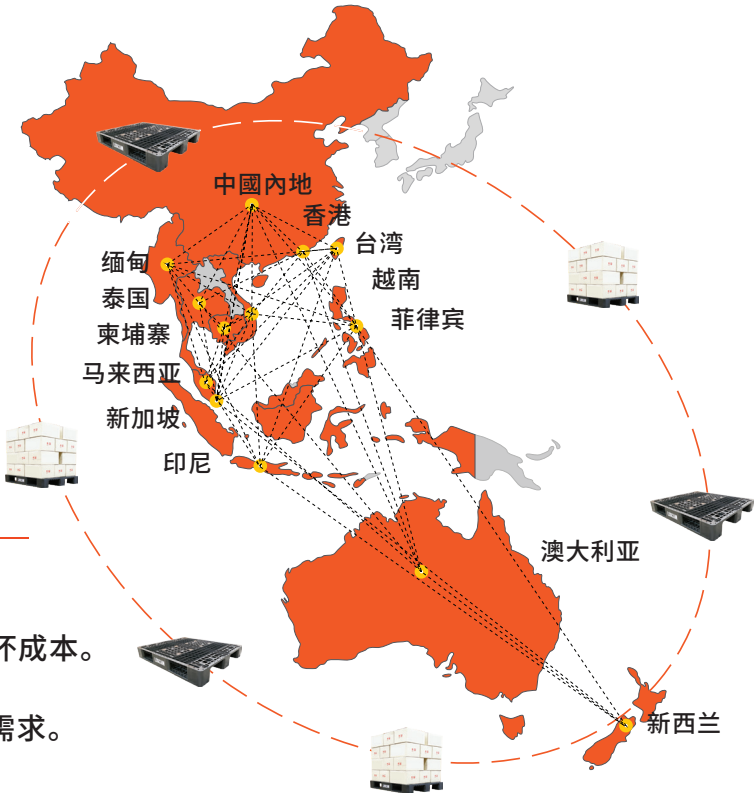 中國內地
香港
台湾
缅甸
越南
泰国
菲律宾
柬埔寨
马来西亚
新加坡
印尼
澳大利亚
坏成本。
新西兰
需求。